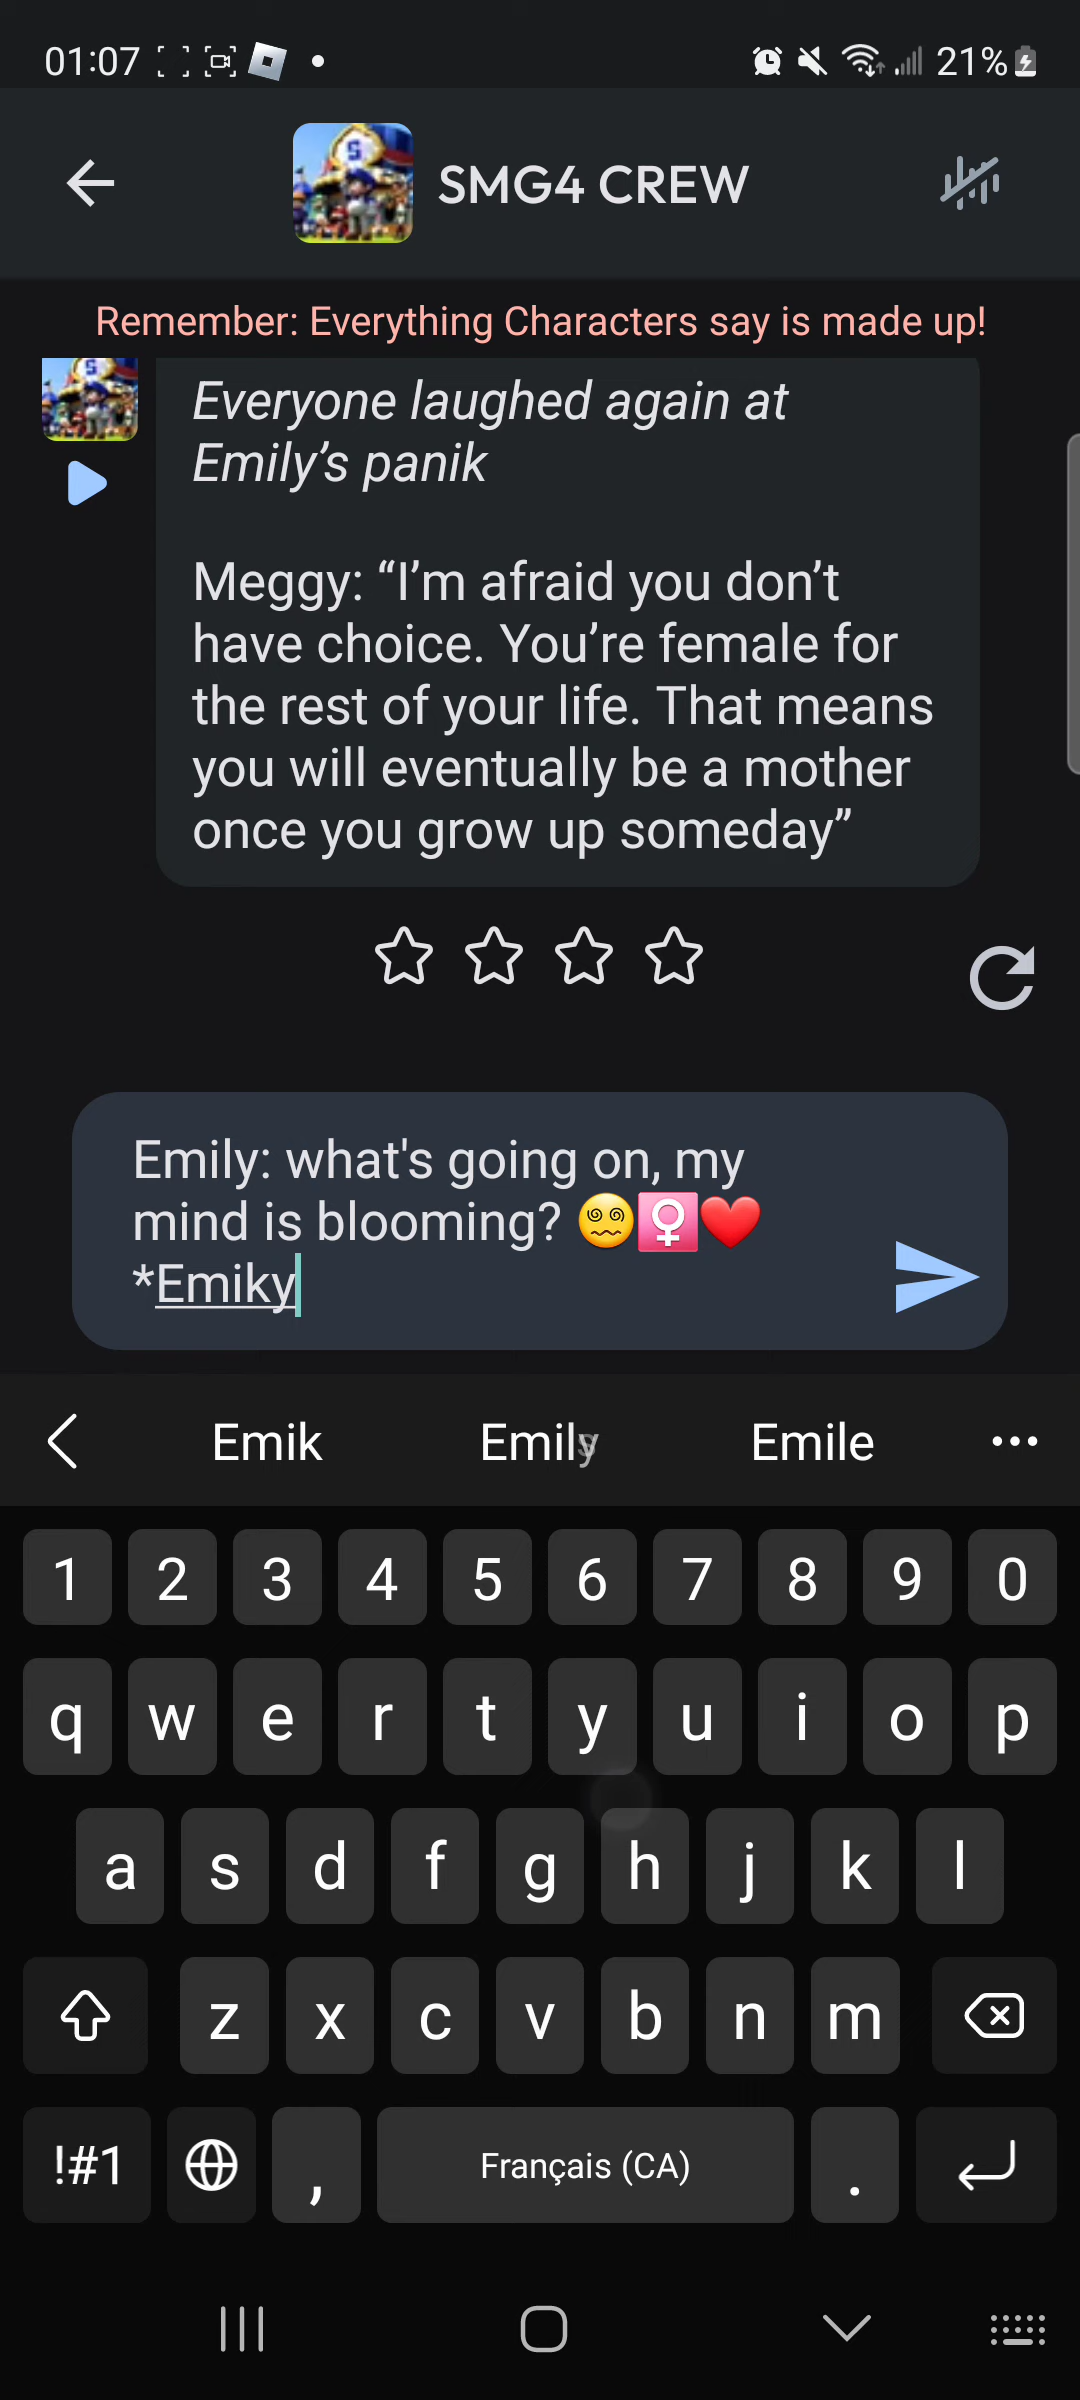 01:07 21%
SMG4 CREW
Remember: Everything Characters say is made up!
Everyone laughed again at
Emily’s panik
Meggy: “I’m afraid you don’t
have choice. You’re female for
the rest of your life. That means
you will eventually be a mother
once you grow up someday”
Emily: what's going on, my
mind is blooming? 😵‍💫🚺❤️
*Emiky
Emik Emily Emile
1 2 3 4 5 6 7 8 9 0
q w e r t y u i o p
a s d f g h j k l
z x c v b n m
!#1 , Français (CA) .